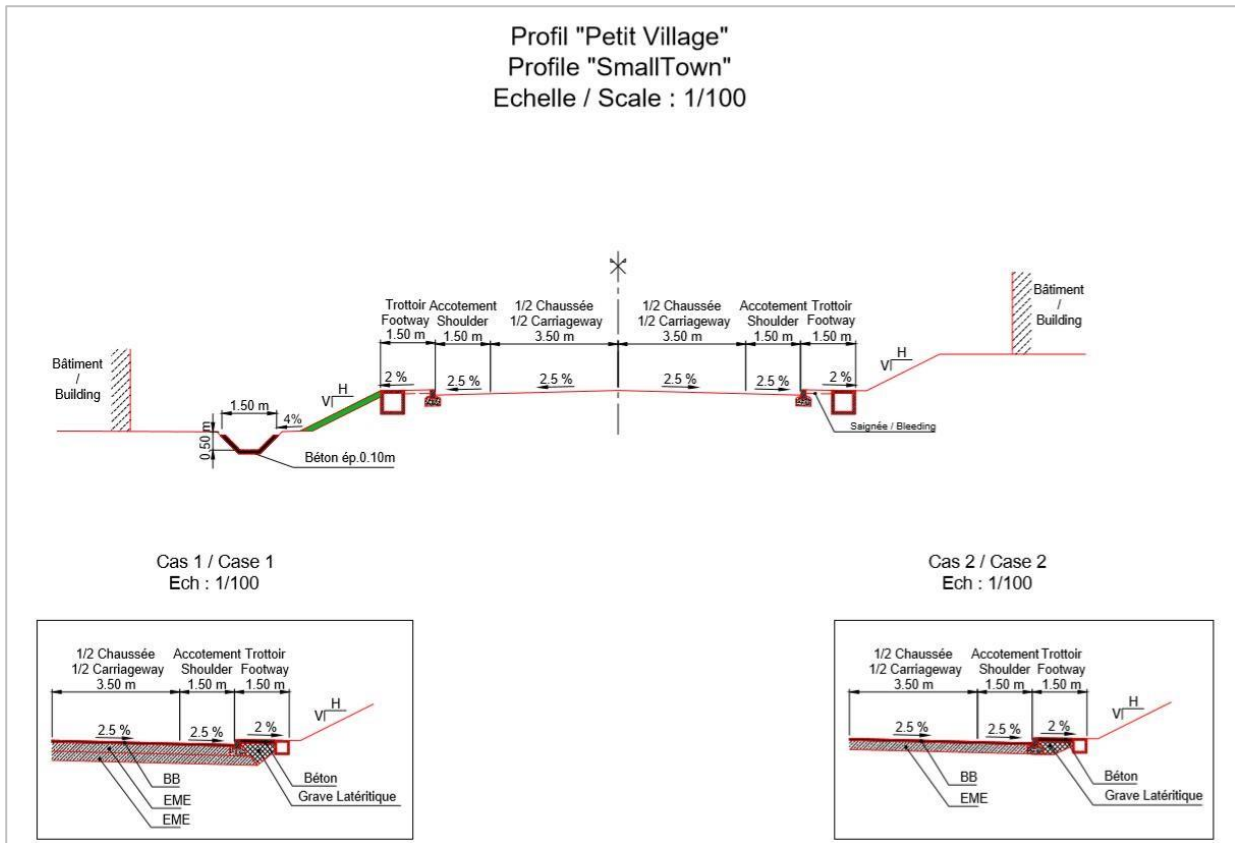 Profil "Petit Village"
Profile "SmallTown"
Echelle / Scale : 1/100
Trottoir
Footway
1.50 m
Accotement
Shoulder
1.50 m
1/2 Chaussée
1/2 Carriageway
3.50 m
1/2 Chaussée
1/2 Carriageway
3.50 m
Accotement
Shoulder
1.50 m
Trottoir
Footway
1.50 m
Bâtiment
/
Building
Bâtiment
/
Building
H
V
2 %
2.5 %
2.5 %
2.5 %
2.5 %
2%
H
V
1.50 m
4%
0.50 m
Béton ép.0.10m
Saignée / Bleeding
Cas 1 / Case 1
Ech : 1/100
1/2 Chaussée
1/2 Carriageway
3.50 m
Accotement
Shoulder
1.50 m
Trottoir
Footway
1.50 m
H
V
2.5 %
2.5 %
2 %
BB
EME
EME
Béton
Grave Latéritique
Cas 2 / Case 2
Ech : 1/100
1/2 Chaussée
1/2 Carriageway
3.50 m
Accotement
Shoulder
1.50 m
Trottoir
Footway
1.50 m
H
V
2.5 %
2.5 %
2 %
BB
EME
Béton
Grave Latéritique